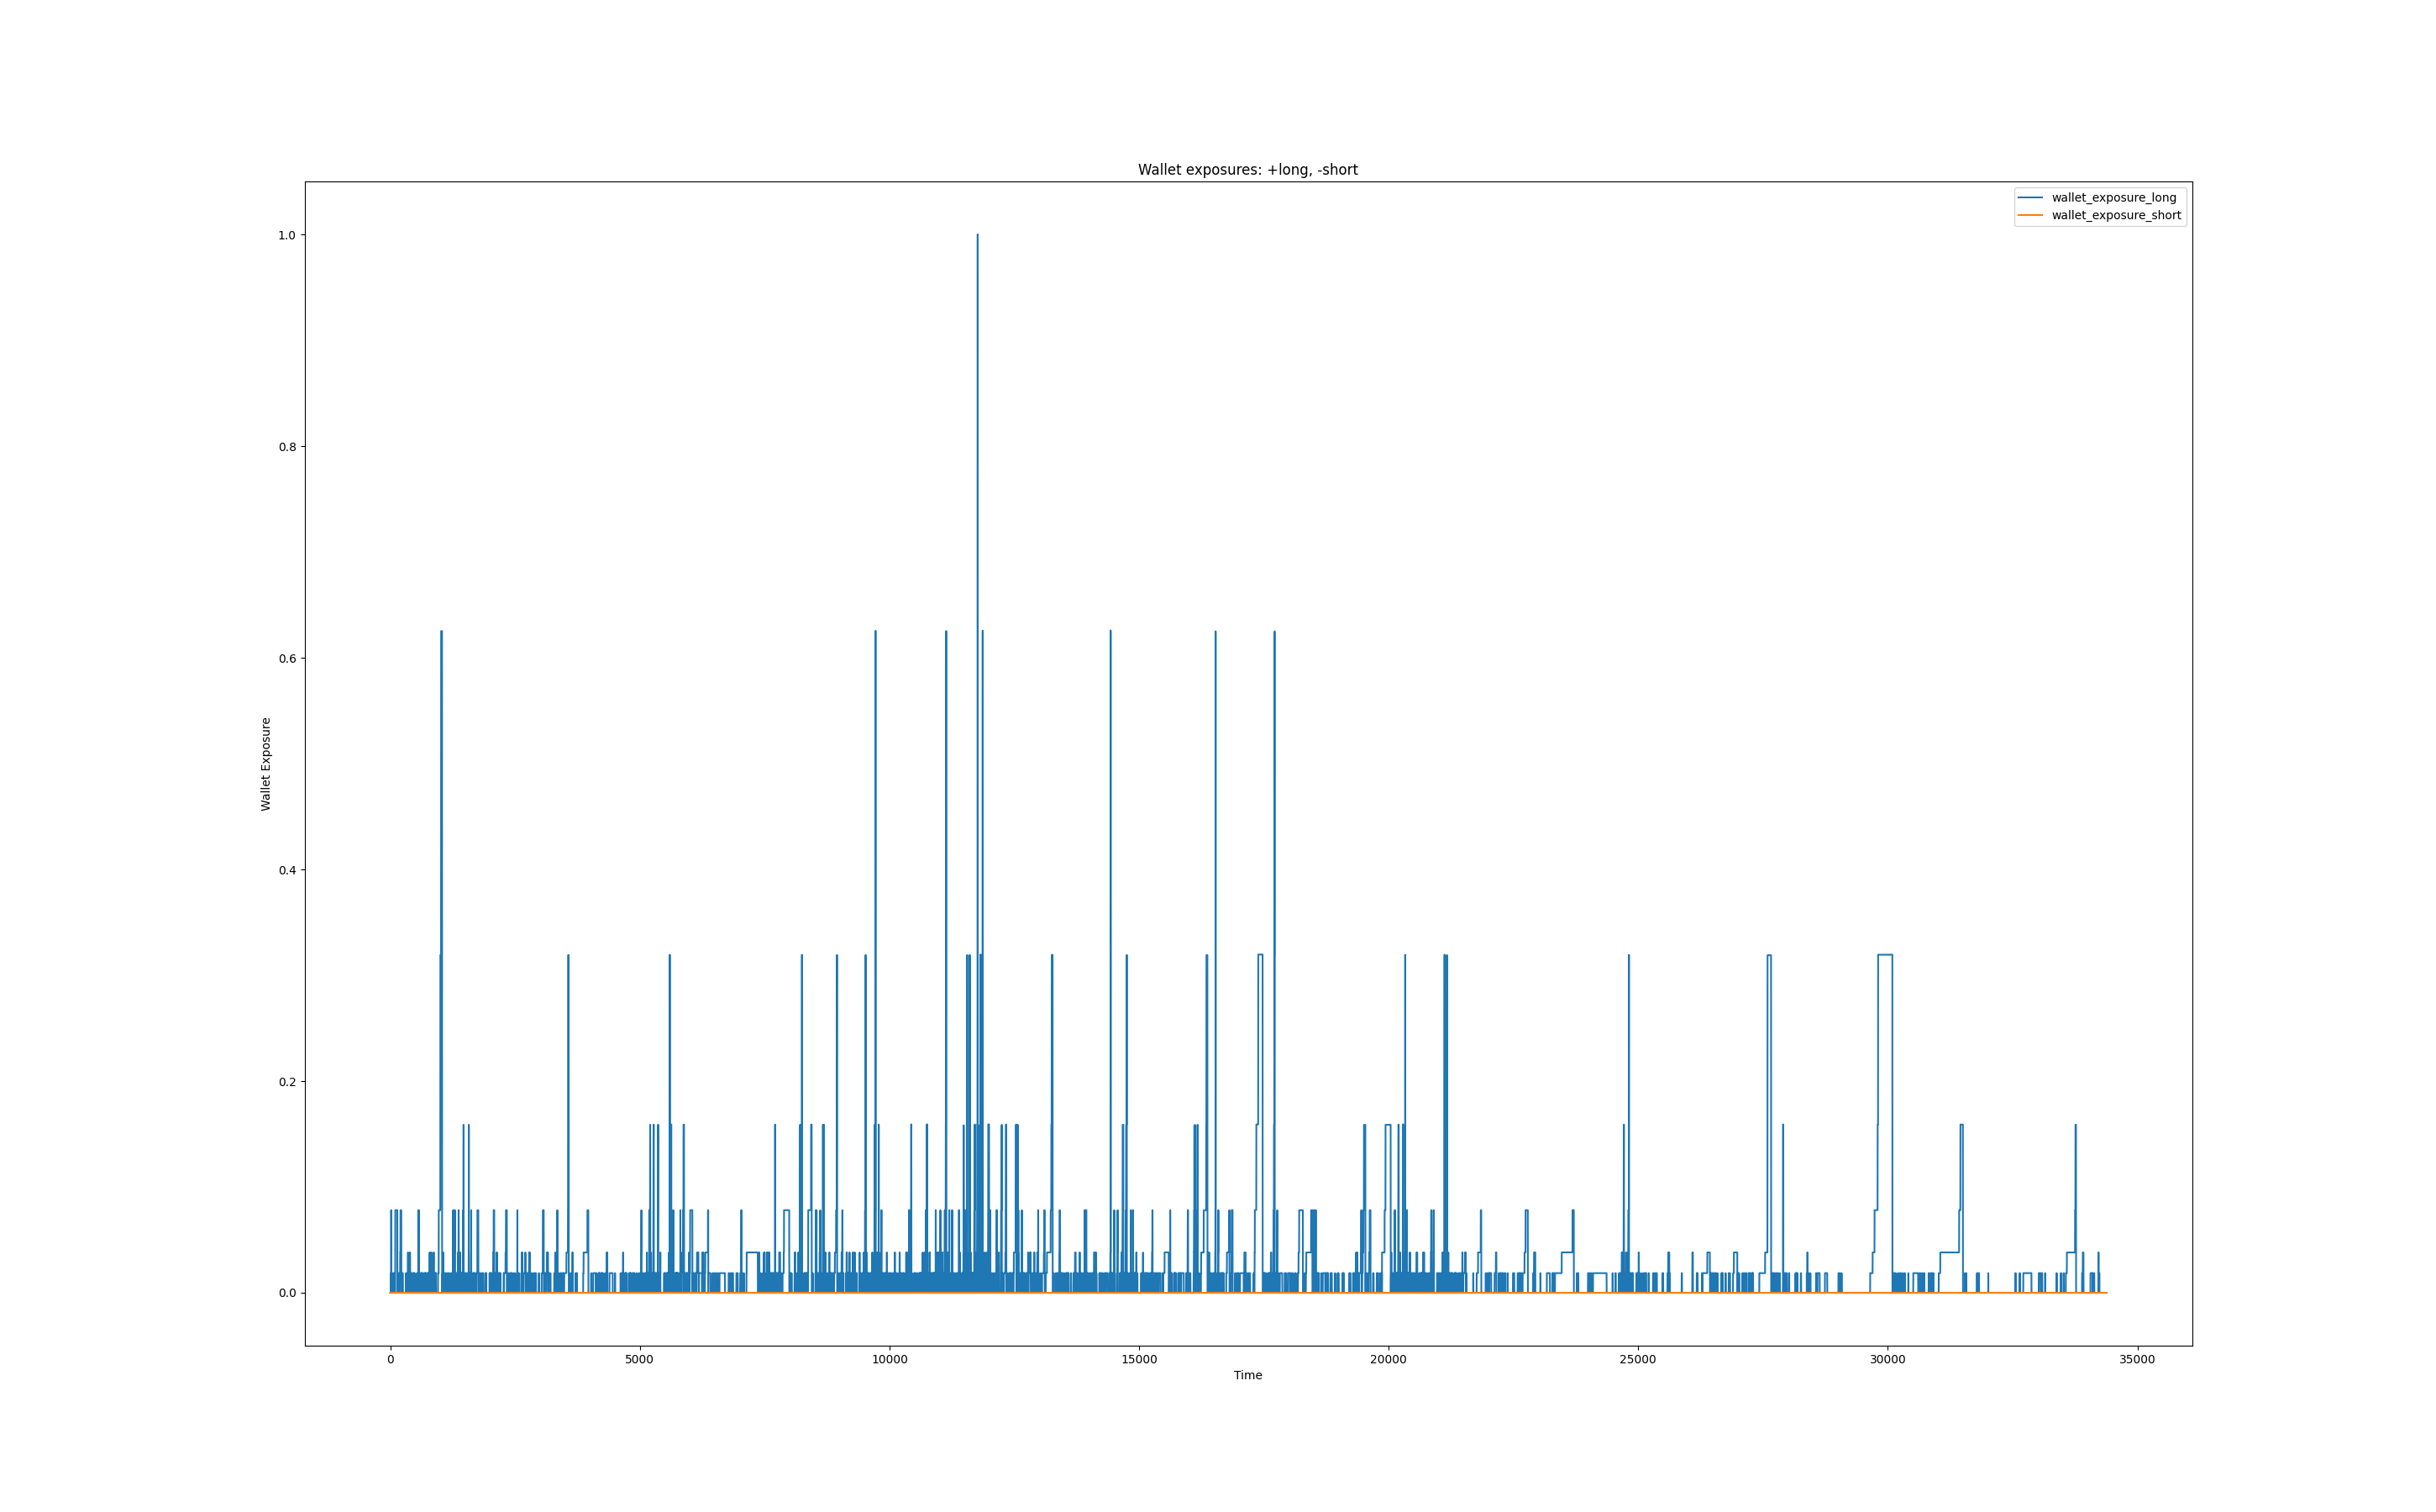 Wallet exposures: +long, -short
wallet_exposure_long
wallet_exposure_short
1.0
0.8
0.6
0.4
0.2
0.0
Wallet Exposure
0 5000 10000 15000 20000 25000 30000 35000
Time